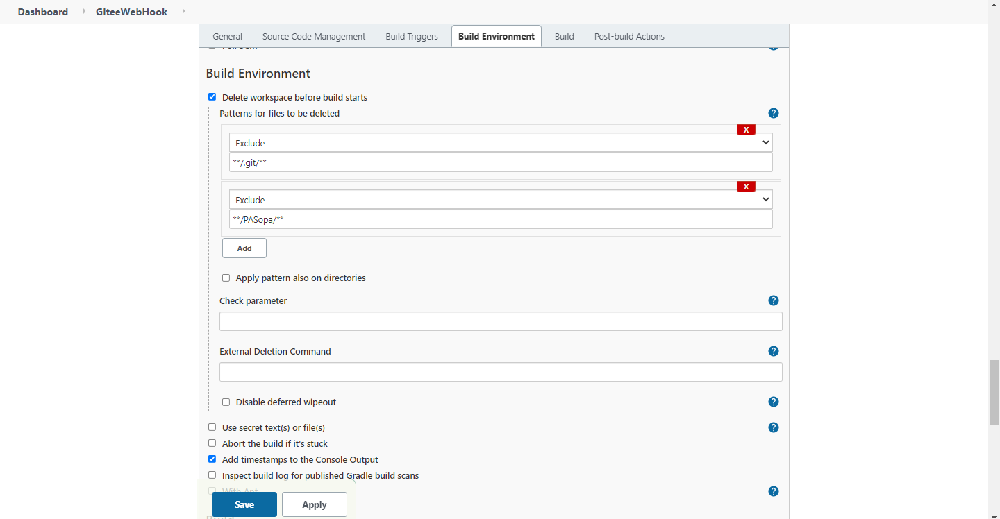 Dashboard GiteeWebHook
General Source Code Management Build Triggers Build Environment Build Post-build Actions
Build Environment
Delete workspace before build starts
Patterns for files to be deleted
?
X
Exclude
**/.git/**
X
Exclude
**/PASopa/**
Add
Apply pattern also on directories
Check parameter
?
External Deletion Command
?
Disable deferred wipeout
?
Use secret text(s) or file(s)
?
Abort the build if it's stuck
Add timestamps to the Console Output
Inspect build log for published Gradle build scans
With Ant
?
Save Apply